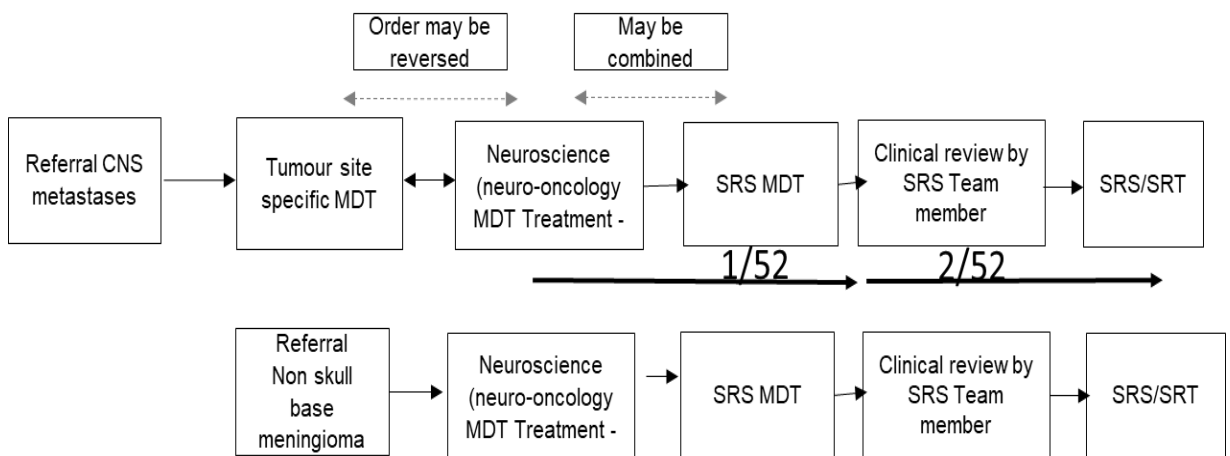 Order may be
reversed
May be
combined
Referral CNS
metastases
Tumour site
specific MDT
Neuroscience
(neuro-oncology
MDT Treatment -
SRS MDT
Clinical review by
SRS Team
member
SRS/SRT
1/52
2/52
Referral
Non skull
base
meningioma
Neuroscience
(neuro-oncology
MDT Treatment -
SRS MDT
Clinical review by
SRS Team
member
SRS/SRT